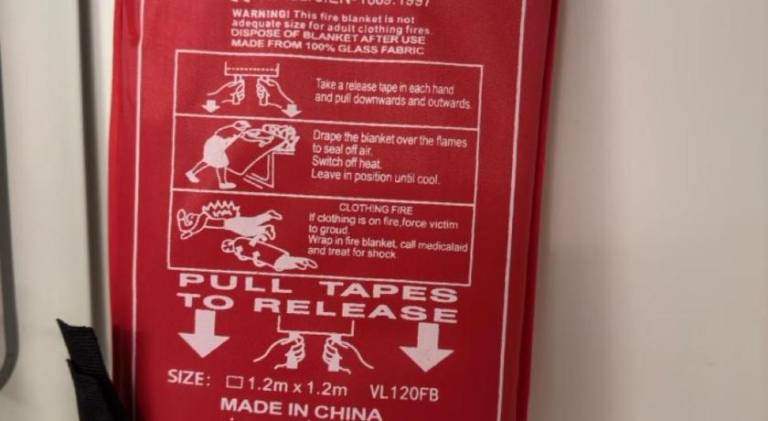 1869:1997
WARNING! This fire blanket is not
adequate size for adult clothing fires.
DISPOSE OF BLANKET AFTER USE
MADE FROM 100% GLASS FABRIC
Take a release tape in each hand
and pull downwards and outwards.
Drape the blanket over the flames
to seal off air.
Switch off heat.
Leave in position until cool.
CLOTHING FIRE
If clothing is on fire,force victim
to groud.
Wrap in fire blanket, call medicalaid
and treat for shock.
PULL TAPES
TO RELEASE
SIZE: 1.2m x 1.2m VL120FB
MADE IN CHINA